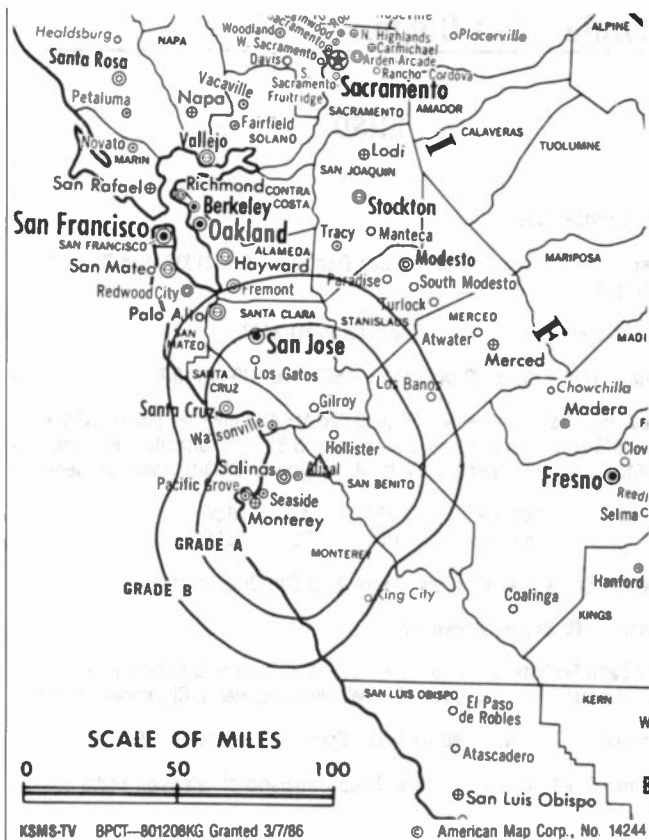 Healdsburg
NAPA
Woodland
N. Highlands
Placerville
ALPINE
Santa Rosa
W. Sacramento
Carmichael
Davis
Arden Arcade
Vacaville
S. Sacramento
Rancho Cordova
Sacramento
Petaluma
Napa
Fruitridge
Fairfield
SACRAMENTO
AMADOR
SOLANO
Vallejo
Novato
MARIN
Lodi
CALAVERAS
I
TUOLUMNE
San Rafael
Richmond
CONTRA COSTA
SAN JOAQUIN
Berkeley
Stockton
San Francisco
Oakland
SAN FRANCISCO
ALAMEDA
Tracy
Manteca
San Mateo
Hayward
Modesto
MARIPOSA
Redwood City
Fremont
Paradise
South Modesto
Palo Alto
SANTA CLARA
STANISLAUS
Turlock
SAN MATEO
MERCED
F
San Jose
Atwater
Merced
MADI
Los Gatos
SANTA CRUZ
Los Banos
Chowchilla
Santa Cruz
Gilroy
Madera
Watsonville
Hollister
Clov
Salinas
Alisal
Fresno
Pacific Grove
Seaside
SAN BENITO
Reedl
Monterey
Selma
GRADE A
MONTEREY
GRADE B
King City
Hanford
Coalinga
KINGS
SAN LUIS OBISPO
KERN
El Paso de Robles
SCALE OF MILES
Atascadero
0 50 100
San Luis Obispo
KSMS-TV BPCT—801208KG Granted 3/7/86
© American Map Corp., No. 14244